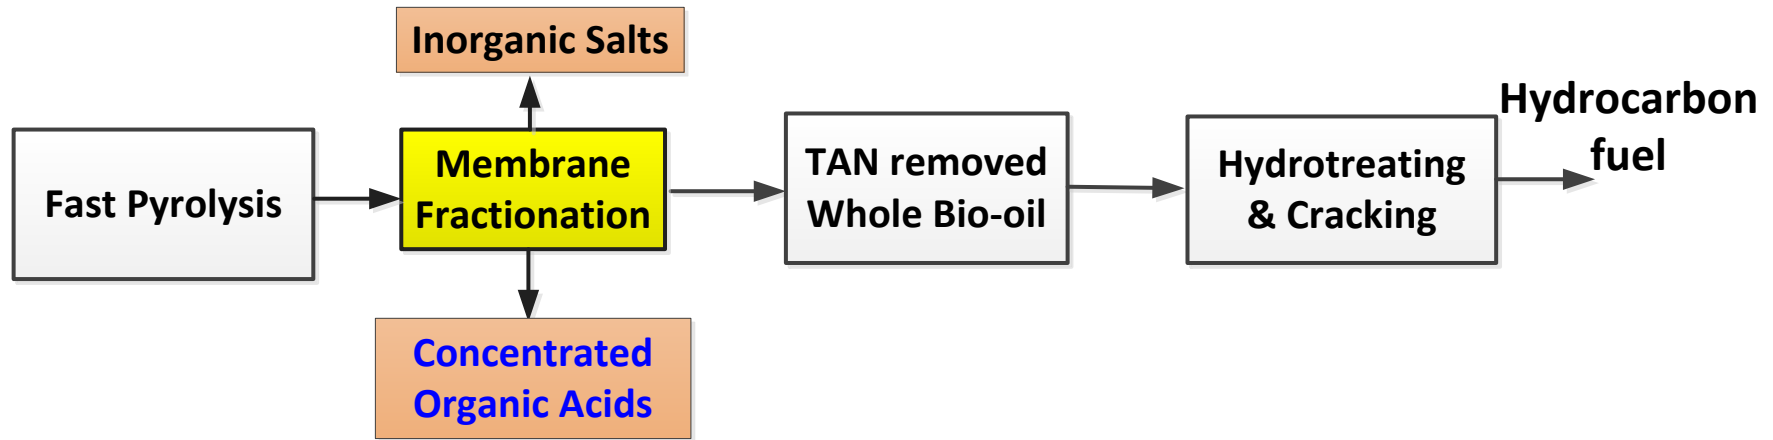 Inorganic Salts
Fast Pyrolysis
Membrane
Fractionation
Concentrated
Organic Acids
TAN removed
Whole Bio-oil
Hydrotreating
& Cracking
Hydrocarbon
fuel